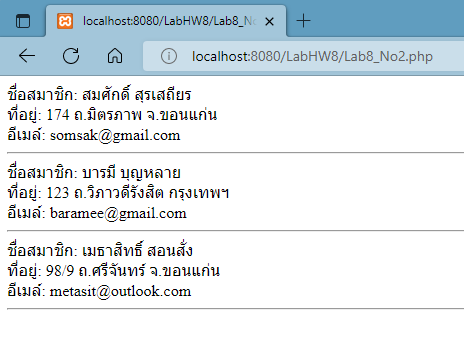 localhost:8080/LabHW8/Lab8_No
localhost:8080/LabHW8/Lab8_No2.php
ชื่อสมาชิก: สมศักดิ์ สุรเสถียร
ที่อยู่: 174 ถ.มิตรภาพ จ.ขอนแก่น
อีเมล์: somsak@gmail.com
ชื่อสมาชิก: บารมี บุญหลาย
ที่อยู่: 123 ถ.วิภาวดีรังสิต กรุงเทพฯ
อีเมล์: baramee@gmail.com
ชื่อสมาชิก: เมธาสิทธิ์ สอนสั่ง
ที่อยู่: 98/9 ถ.ศรีจันทร์ จ.ขอนแก่น
อีเมล์: metasit@outlook.com